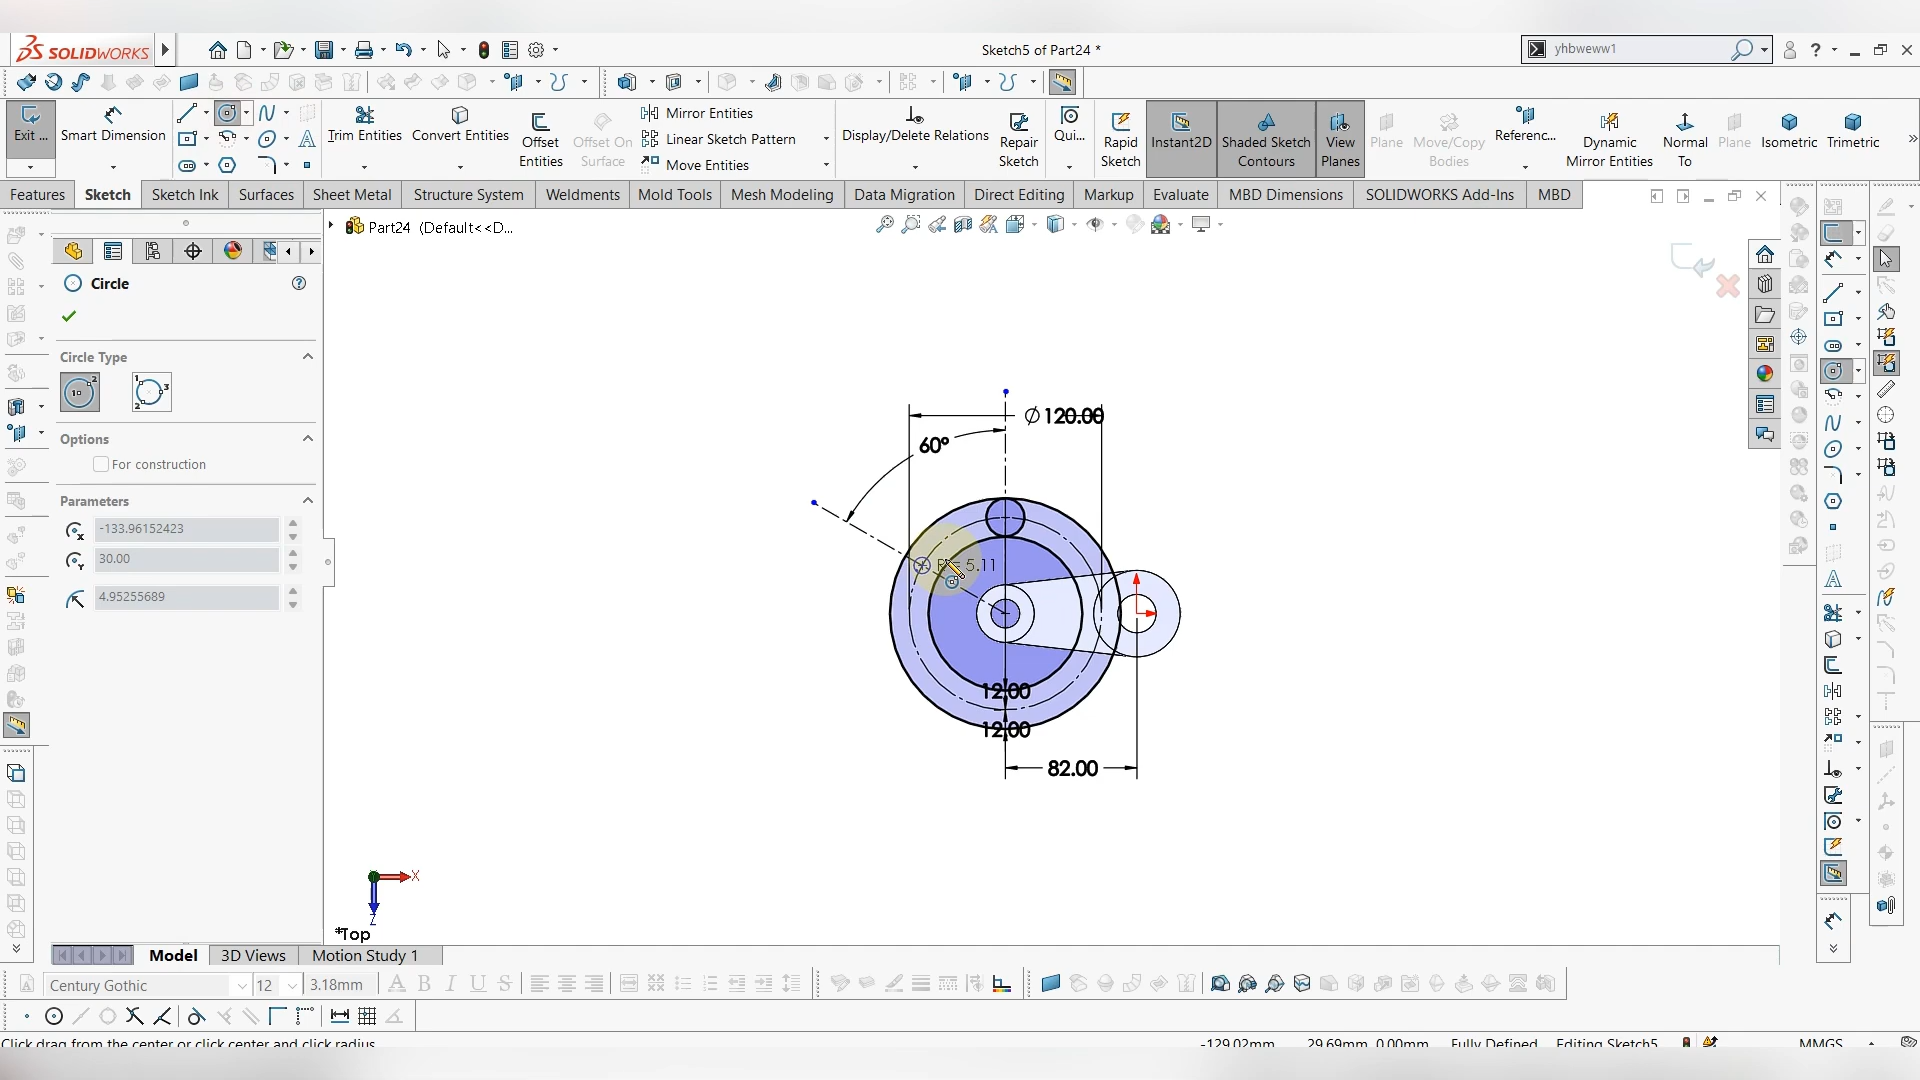 SOLIDWORKS
Sketch5 of Part24 *
yhbweww1
Exit ...
Smart Dimension
Trim Entities
Convert Entities
Offset Entities
Offset On Surface
Mirror Entities
Linear Sketch Pattern
Move Entities
Display/Delete Relations
Repair Sketch
Qui...
Rapid Sketch
Instant2D
Shaded Sketch Contours
View Planes
Plane
Move/Copy Bodies
Referenc...
Dynamic Mirror Entities
Normal To
Plane
Isometric
Trimetric
Features
Sketch
Sketch Ink
Surfaces
Sheet Metal
Structure System
Weldments
Mold Tools
Mesh Modeling
Data Migration
Direct Editing
Markup
Evaluate
MBD Dimensions
SOLIDWORKS Add-Ins
MBD
Part24 (Default<<D...
Circle
Circle Type
Options
For construction
Parameters
-133.96152423
30.00
4.95255689
Ø120.00
60°
R = 5.11
12.00
12.00
82.00
X
Z
*Top
Model
3D Views
Motion Study 1
Century Gothic
12
3.18mm
Click drag from the center or click center and click radius
-129.02mm
29.69mm
0.00mm
Fully Defined
Editing Sketch5
MMGS